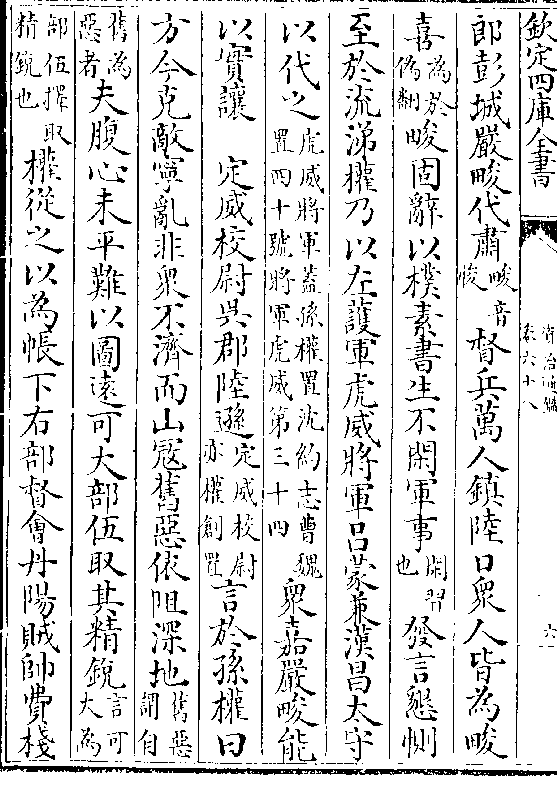 欽定四庫全書
資治通鑑
卷六十八
六
郎彭城嚴畯代肅畯音峻督兵萬人鎮陸口衆人皆為畯
喜為於偽翻畯固辭以樸素書生不閑軍事閑習也發言懇惻
至於流涕權乃以左護軍虎威將軍吕蒙兼漢昌太守
以代之虎威將軍蓋孫權置沈約志曹魏置四十號將軍虎威第三十四衆嘉嚴畯能
以實讓 定威校尉吳郡陸遜定威校尉亦權創置言於孫權曰
方今克敵寧亂非衆不濟而山寇舊惡依阻深地舊惡謂自
舊為惡者夫腹心未平難以圖遠可大部伍取其精鋭言可大為
部伍擇取精鋭也權從之以為帳下右部督會丹陽賊帥費棧